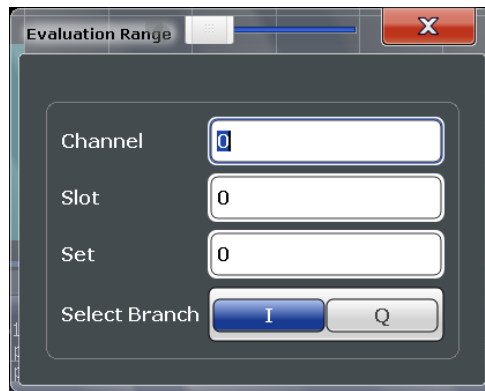 Evaluation Range
X
Channel 0
Slot 0
Set 0
Select Branch I Q